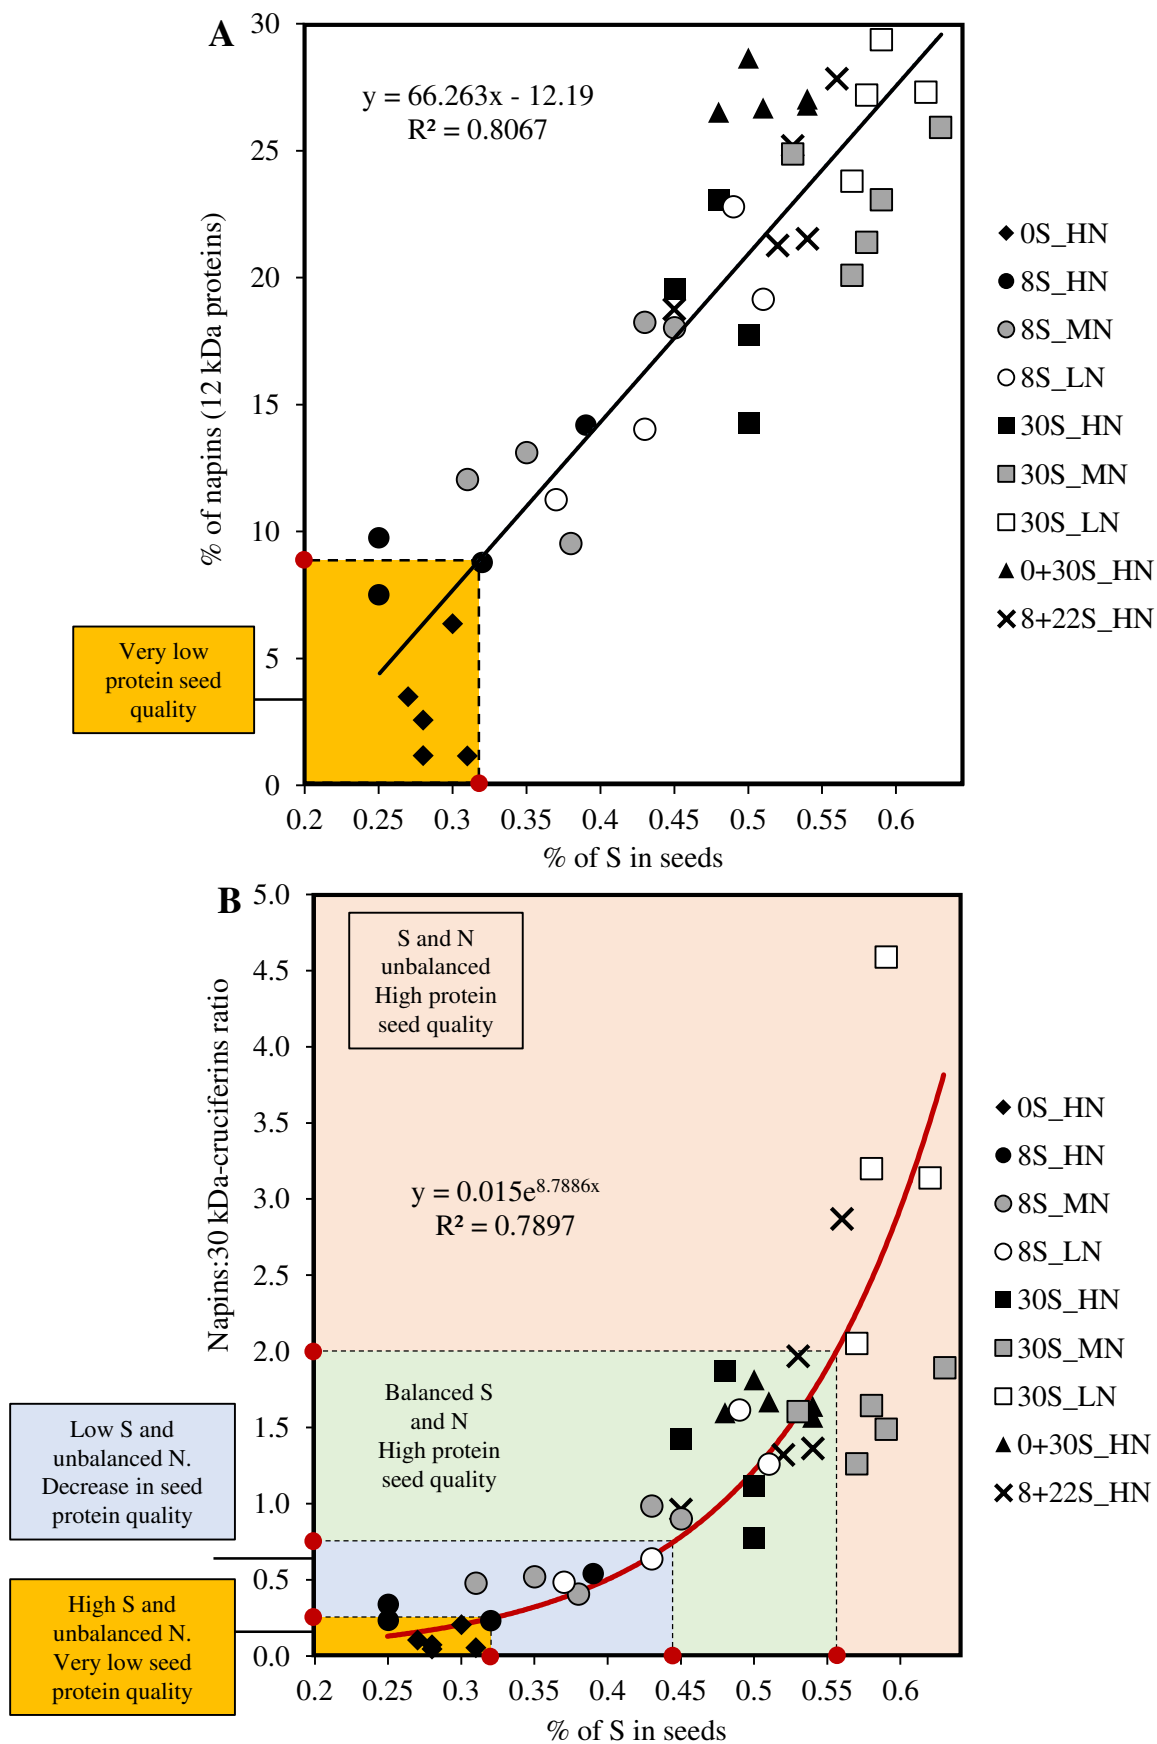 A
y = 66.263x - 12.19
R² = 0.8067
% of napins (12 kDa proteins)
30
25
20
15
10
5
0
0.2 0.25 0.3 0.35 0.4 0.45 0.5 0.55 0.6
% of S in seeds
Very low
protein seed
quality
0S_HN
8S_HN
8S_MN
8S_LN
30S_HN
30S_MN
30S_LN
0+30S_HN
8+22S_HN
B
S and N
unbalanced
High protein
seed quality
y = 0.015e^8.7886x
R² = 0.7897
Napins:30 kDa-cruciferins ratio
5.0
4.5
4.0
3.5
3.0
2.5
2.0
1.5
1.0
0.5
0.0
Balanced S
and N
High protein
seed quality
Low S and
unbalanced N.
Decrease in seed
protein quality
High S and
unbalanced N.
Very low seed
protein quality
0.2 0.25 0.3 0.35 0.4 0.45 0.5 0.55 0.6
% of S in seeds
0S_HN
8S_HN
8S_MN
8S_LN
30S_HN
30S_MN
30S_LN
0+30S_HN
8+22S_HN